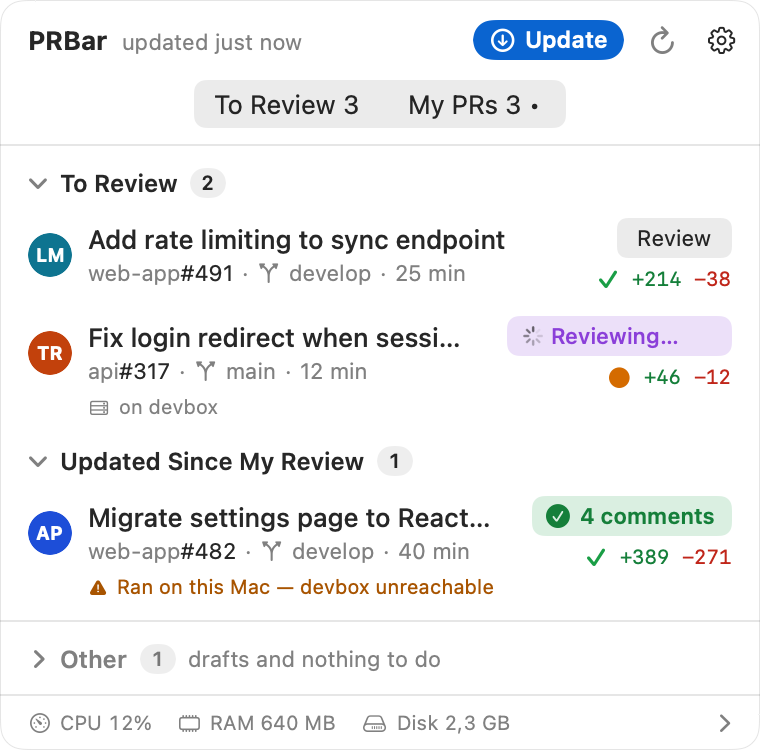 PRBar updated just now Update
To Review 3 My PRs 3 •
To Review 2
LM Add rate limiting to sync endpoint Review
web-app#491 · develop · 25 min +214 −38
TR Fix login redirect when sessi... Reviewing...
api#317 · main · 12 min +46 −12
on devbox
Updated Since My Review 1
AP Migrate settings page to React... 4 comments
web-app#482 · develop · 40 min +389 −271
Ran on this Mac — devbox unreachable
Other 1 drafts and nothing to do
CPU 12% RAM 640 MB Disk 2,3 GB